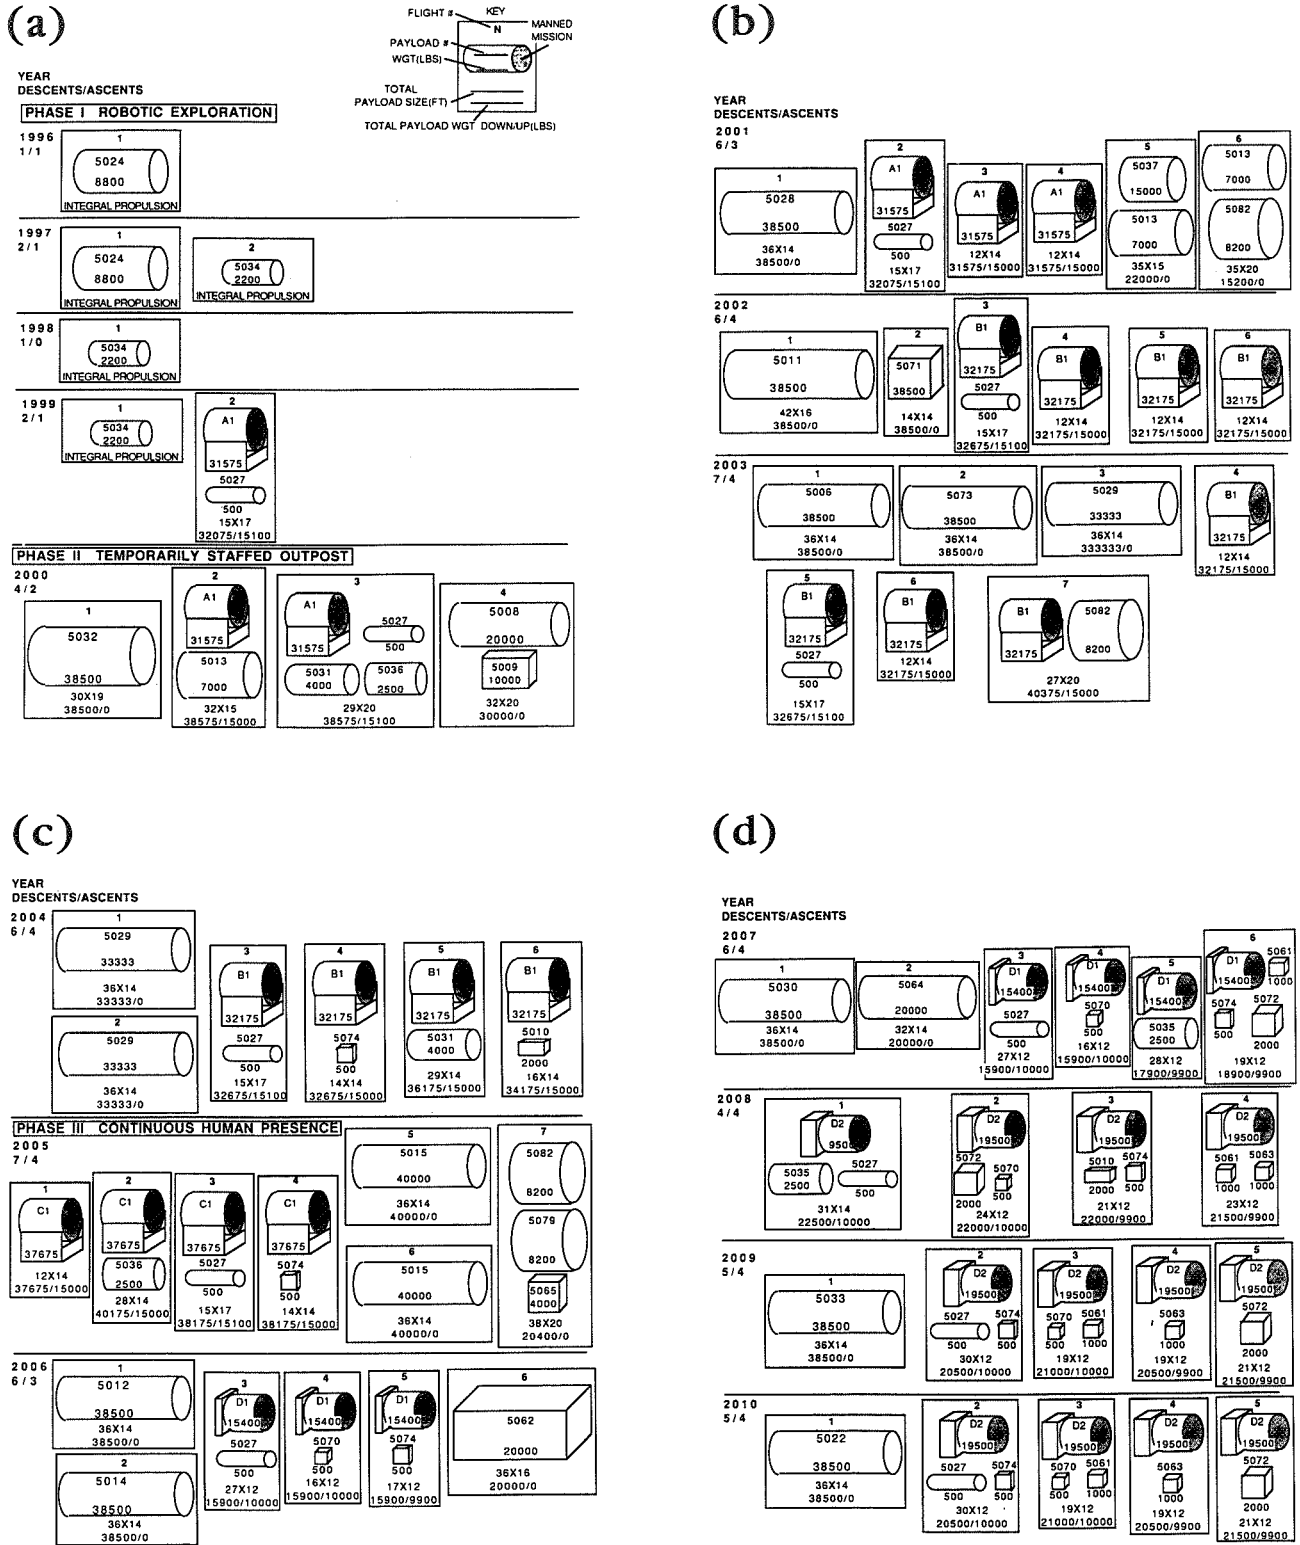 (a)
FLIGHT #
KEY
N
MANNED
MISSION
PAYLOAD #
WGT(LBS)
TOTAL
PAYLOAD SIZE(FT)
TOTAL PAYLOAD WGT DOWN/UP(LBS)
YEAR
DESCENTS/ASCENTS
PHASE I ROBOTIC EXPLORATION
1996
1/1
1
5024
8800
INTEGRAL PROPULSION
1997
2/1
1
5024
8800
INTEGRAL PROPULSION
2
5034
2200
INTEGRAL PROPULSION
1998
1/0
1
5034
2200
INTEGRAL PROPULSION
1999
2/1
1
5034
2200
INTEGRAL PROPULSION
2
A1
31575
5027
500
15X17
32075/15100
PHASE II TEMPORARILY STAFFED OUTPOST
2000
4/2
1
5032
38500
30X19
38500/0
2
A1
31575
5013
7000
32X15
38575/15000
3
A1
31575
5027
500
5031
4000
5036
2500
29X20
38575/15100
4
5008
20000
5009
10000
32X20
30000/0
(b)
YEAR
DESCENTS/ASCENTS
2001
6/3
1
5028
38500
36X14
38500/0
2
A1
31575
5027
500
15X17
32075/15100
3
A1
31575
12X14
31575/15000
4
A1
31575
12X14
31575/15000
5
5037
15000
5013
7000
35X15
22000/0
6
5013
7000
5082
8200
35X20
15200/0
2002
6/4
1
5011
38500
42X16
38500/0
2
5071
38500
14X14
38500/0
3
B1
32175
5027
500
15X17
32675/15100
4
B1
32175
12X14
32175/15000
5
B1
32175
12X14
32175/15000
6
B1
32175
12X14
32175/15000
2003
7/4
1
5006
38500
36X14
38500/0
2
5073
38500
36X14
38500/0
3
5029
33333
36X14
333333/0
4
B1
32175
12X14
32175/15000
5
B1
32175
5027
500
15X17
32675/15100
6
B1
32175
12X14
32175/15000
7
B1
32175
5082
8200
27X20
40375/15000
(c)
YEAR
DESCENTS/ASCENTS
2004
6/4
1
5029
33333
36X14
33333/0
2
5029
33333
36X14
33333/0
3
B1
32175
5027
500
15X17
32675/15100
4
B1
32175
5074
500
14X14
32675/15000
5
B1
32175
5031
4000
29X14
36175/15000
6
B1
32175
5010
2000
16X14
34175/15000
PHASE III CONTINUOUS HUMAN PRESENCE
2005
7/4
1
C1
37675
12X14
37675/15000
2
C1
37675
5036
2500
28X14
40175/15000
3
C1
37675
5027
500
15X17
38175/15100
4
C1
37675
5074
500
14X14
38175/15000
5
5015
40000
36X14
40000/0
6
5015
40000
36X14
40000/0
7
5082
8200
5079
8200
5065
4000
38X20
20400/0
2006
6/3
1
5012
38500
36X14
38500/0
2
5014
38500
36X14
38500/0
3
D1
15400
5027
500
27X12
15900/10000
4
D1
15400
5070
500
16X12
15900/10000
5
D1
15400
5074
500
17X12
15900/9900
6
5062
20000
36X16
20000/0
(d)
YEAR
DESCENTS/ASCENTS
2007
6/4
1
5030
38500
36X14
38500/0
2
5064
20000
32X14
20000/0
3
D1
15400
5027
500
27X12
15900/10000
4
D1
15400
5070
500
16X12
15900/10000
5
D1
15400
5035
2500
28X12
17900/9900
6
D1
15400
5061
1000
5074
500
5072
2000
19X12
18900/9900
2008
4/4
1
D2
9500
5035
2500
5027
500
31X14
22500/10000
2
D2
19500
5072
2000
5070
500
24X12
22000/10000
3
D2
19500
5010
2000
5074
500
21X12
22000/9900
4
D2
19500
5061
1000
5063
1000
23X12
21500/9900
2009
5/4
1
5033
38500
36X14
38500/0
2
D2
19500
5027
500
5074
500
30X12
20500/10000
3
D2
19500
5070
500
5061
1000
19X12
21000/10000
4
D2
19500
5063
1000
19X12
20500/9900
5
D2
19500
5072
2000
21X12
21500/9900
2010
5/4
1
5022
38500
36X14
38500/0
2
D2
19500
5027
500
5074
500
30X12
20500/10000
3
D2
19500
5070
500
5061
1000
19X12
21000/10000
4
D2
19500
5063
1000
19X12
20500/9900
5
D2
19500
5072
2000
21X12
21500/9900